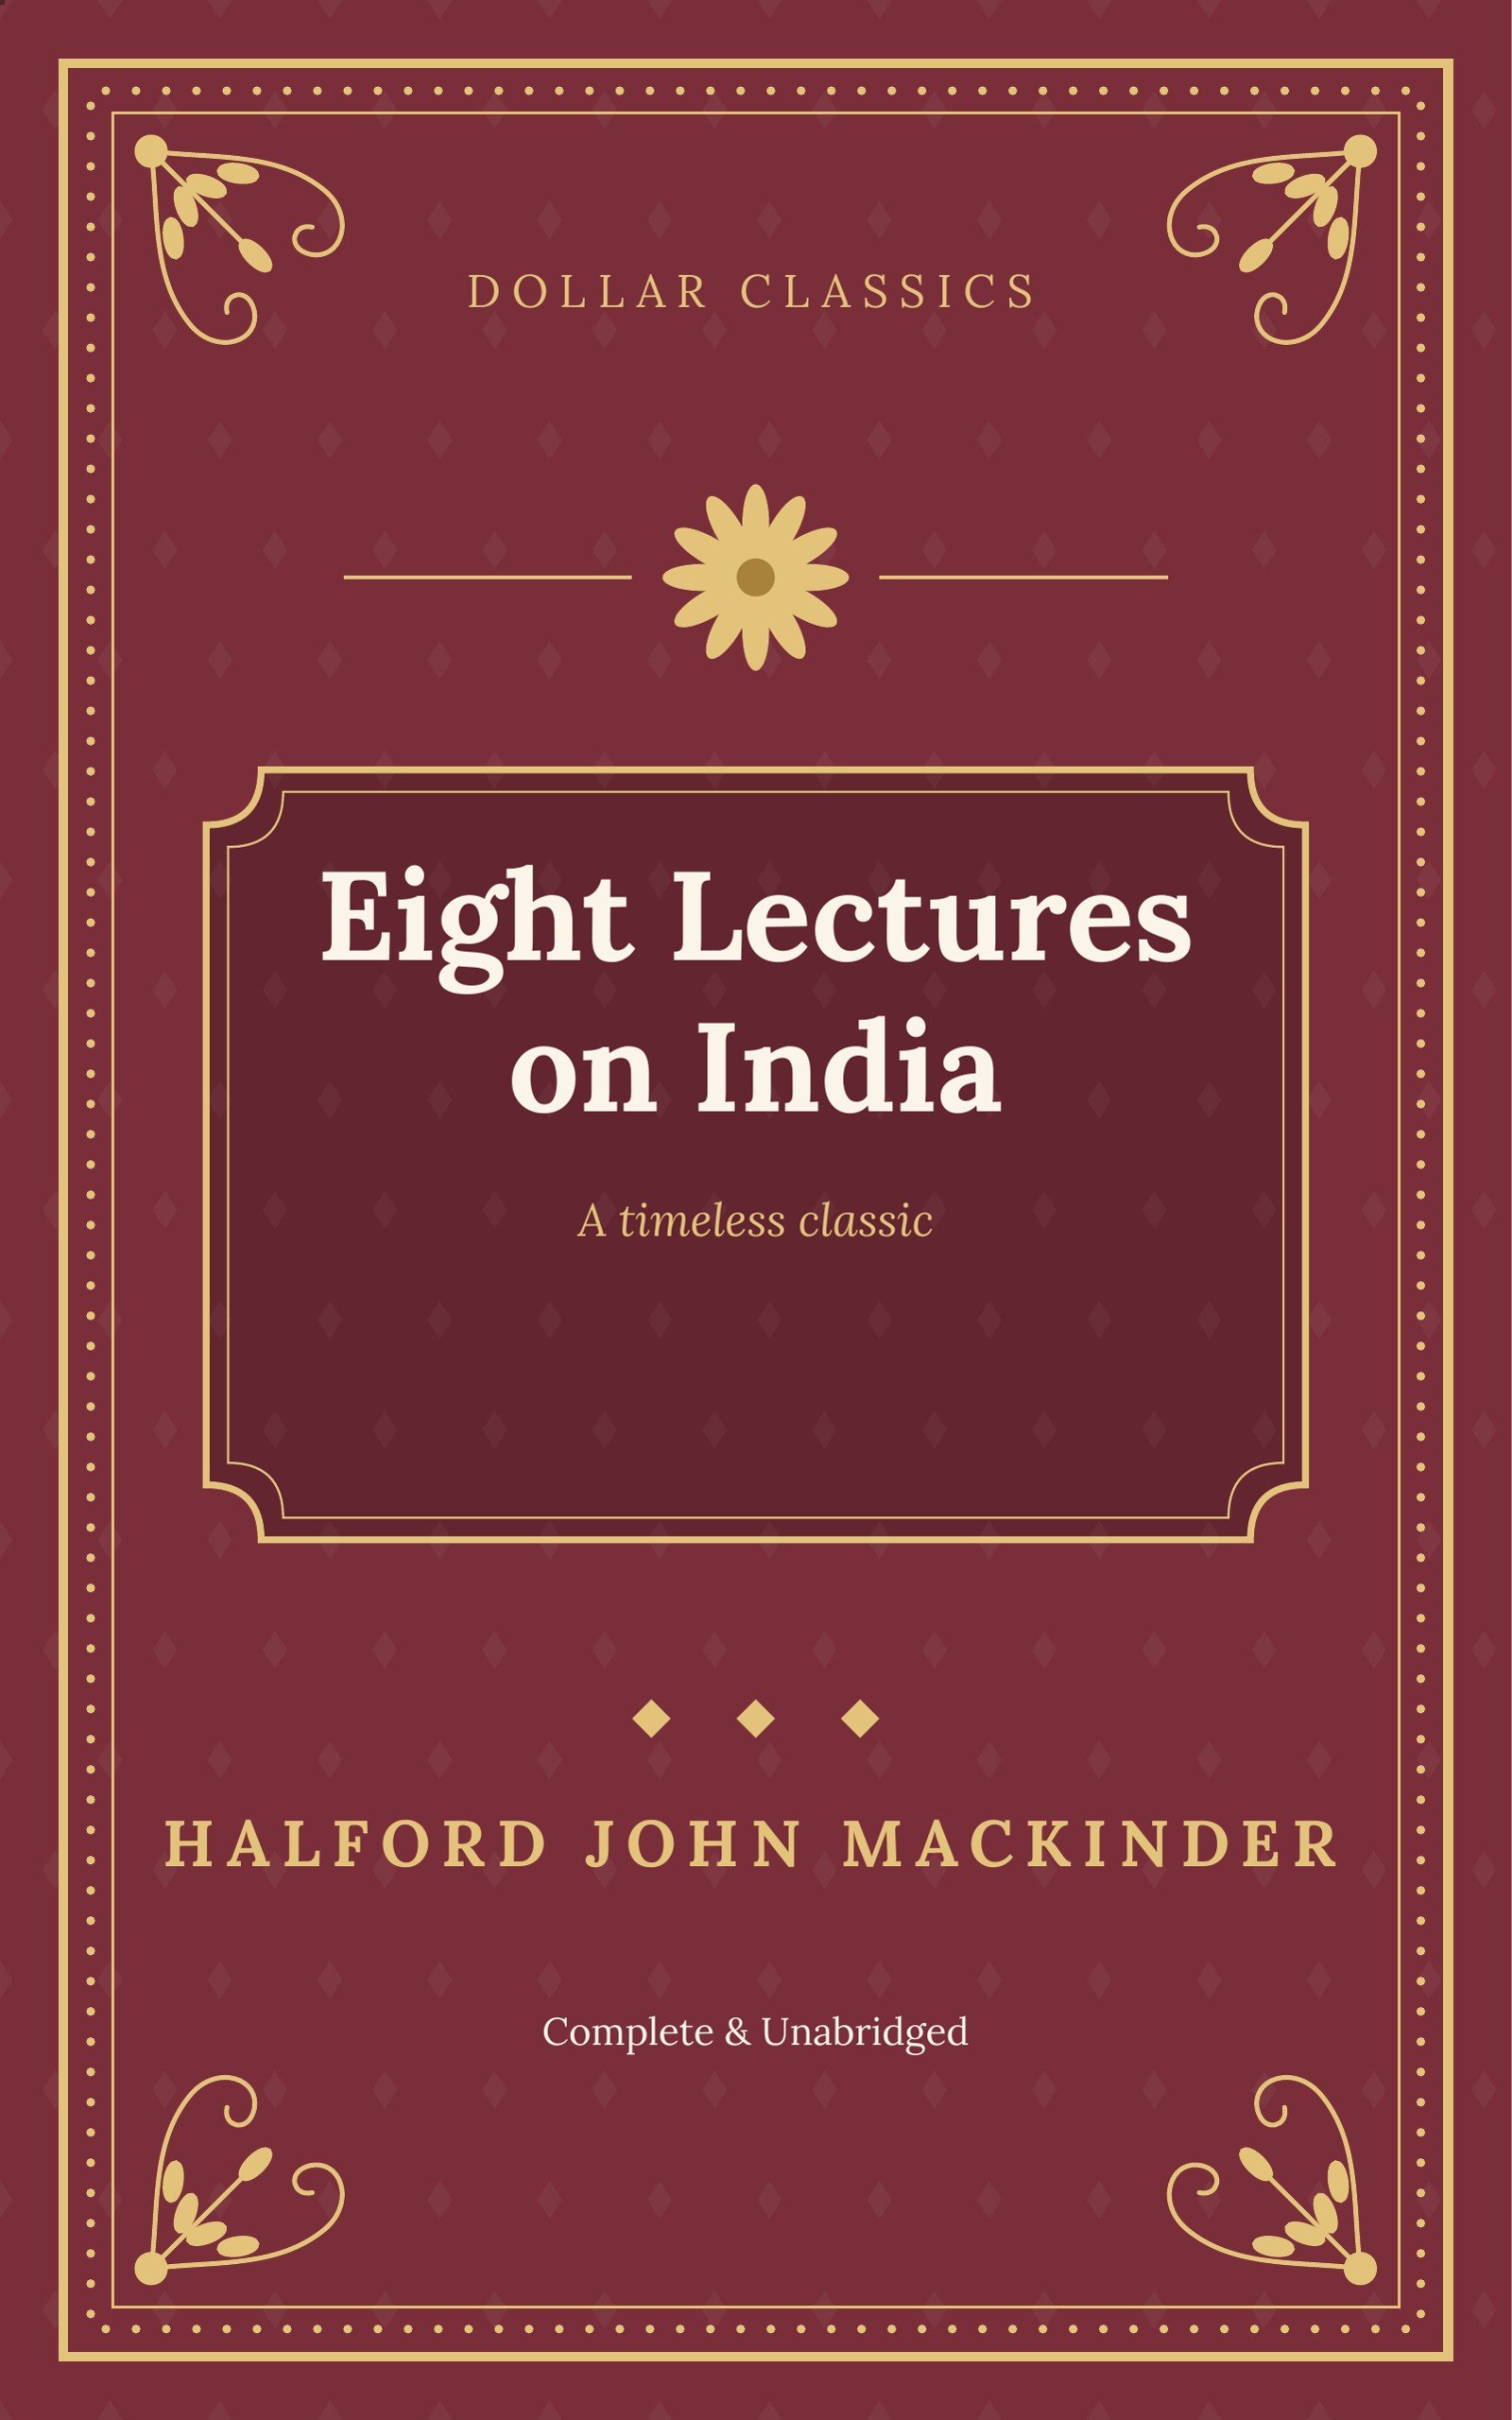 DOLLAR CLASSICS
Eight Lectures
on India
A timeless classic
HALFORD JOHN MACKINDER
Complete & Unabridged